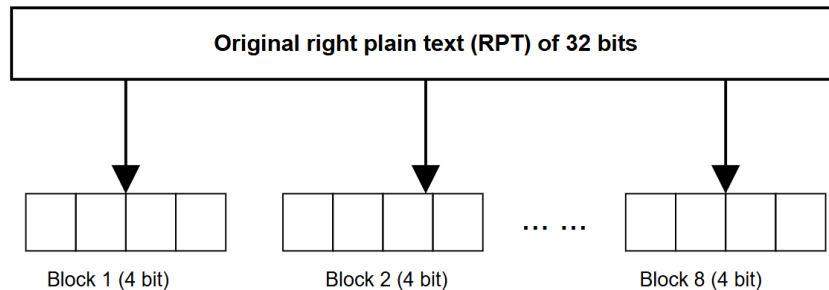 Original right plain text (RPT) of 32 bits
... ...
Block 1 (4 bit) Block 2 (4 bit) Block 8 (4 bit)